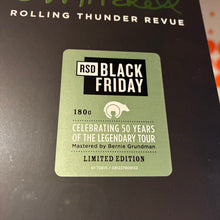 ROLLING THUNDER REVUE
RSD BLACK
FRIDAY
180g
CELEBRATING 50 YEARS
OF THE LEGENDARY TOUR
Mastered by Bernie Grundman
LIMITED EDITION